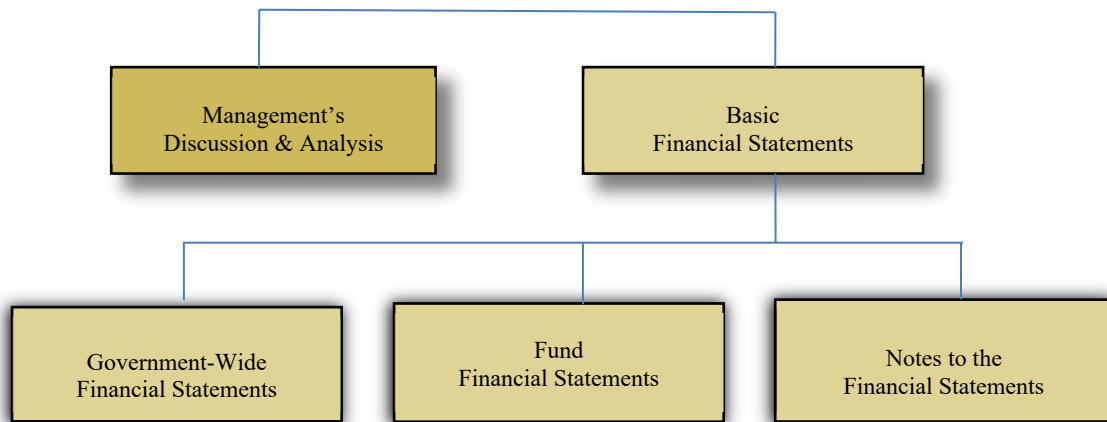 Management’s
Discussion & Analysis
Basic
Financial Statements
Government-Wide
Financial Statements
Fund
Financial Statements
Notes to the
Financial Statements